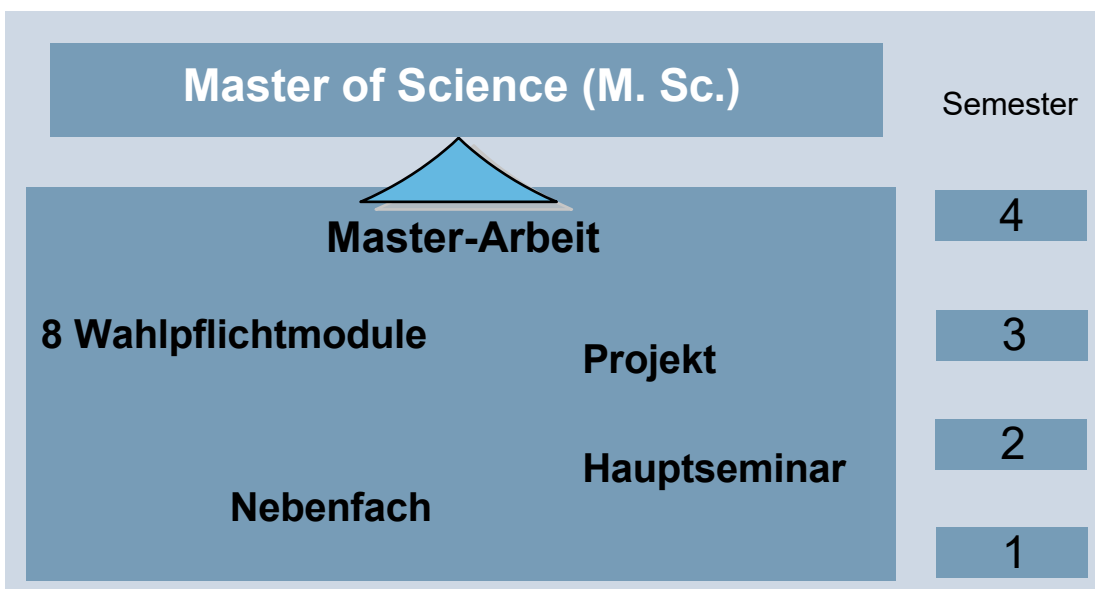 Master of Science (M. Sc.)
Semester
Master-Arbeit
4
8 Wahlpflichtmodule
Projekt
3
Hauptseminar
2
Nebenfach
1